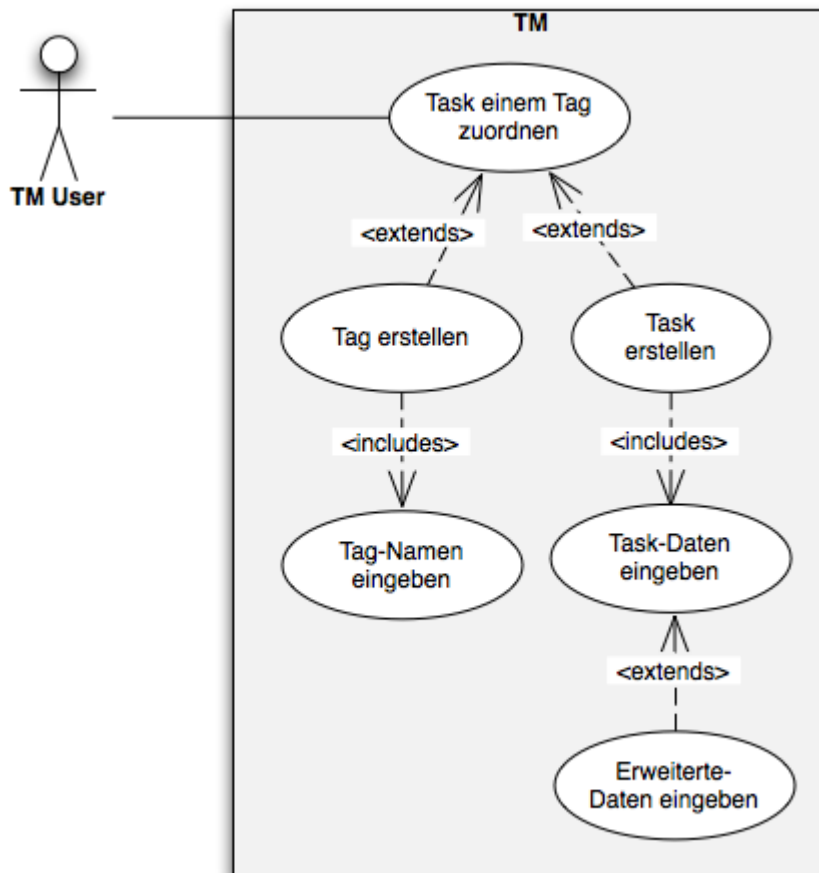 TM
Task einem Tag
zuordnen
TM User
<extends>
<extends>
Tag erstellen
Task
erstellen
<includes>
<includes>
Tag-Namen
eingeben
Task-Daten
eingeben
<extends>
Erweiterte-
Daten eingeben